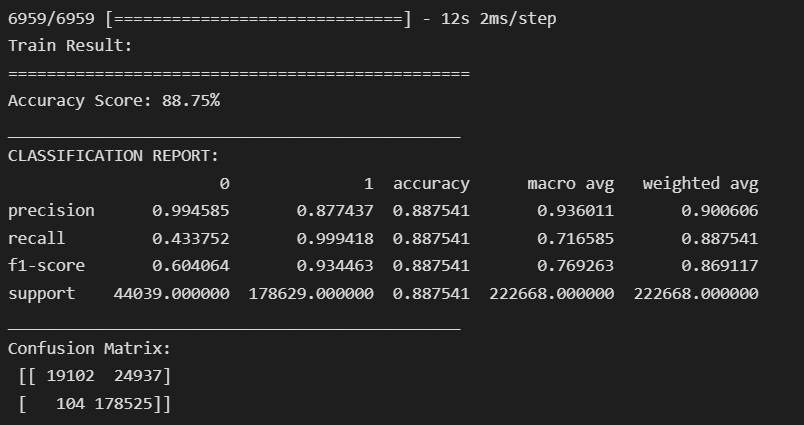 6959/6959 [==============================] - 12s 2ms/step
Train Result:
================================================
Accuracy Score: 88.75%
_______________________________________________
CLASSIFICATION REPORT:
                      0              1  accuracy      macro avg   weighted avg
precision      0.994585       0.877437  0.887541       0.936011       0.900606
recall         0.433752       0.999418  0.887541       0.716585       0.887541
f1-score       0.604064       0.934463  0.887541       0.769263       0.869117
support    44039.000000  178629.000000  0.887541  222668.000000  222668.000000
_______________________________________________
Confusion Matrix:
 [[ 19102  24937]
 [   104 178525]]